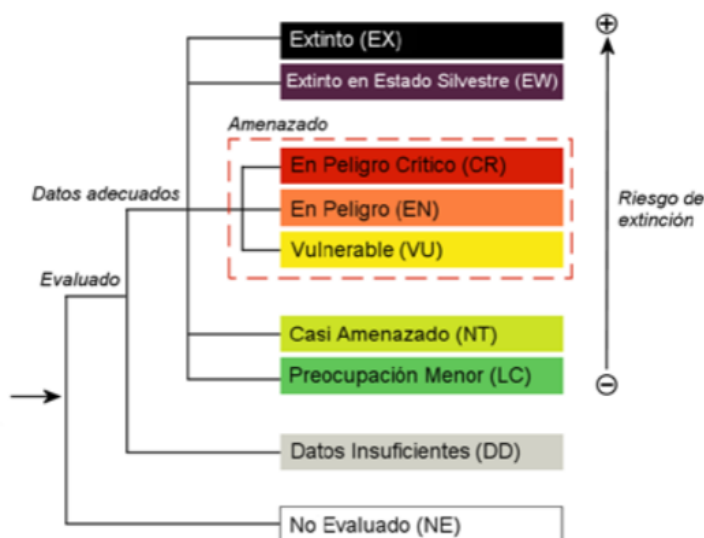 Extinto (EX)
Extinto en Estado Silvestre (EW)
Amenazado
En Peligro Crítico (CR)
Datos adecuados
En Peligro (EN)
Riesgo de
extinción
Vulnerable (VU)
Evaluado
Casi Amenazado (NT)
Preocupación Menor (LC)
Datos Insuficientes (DD)
No Evaluado (NE)